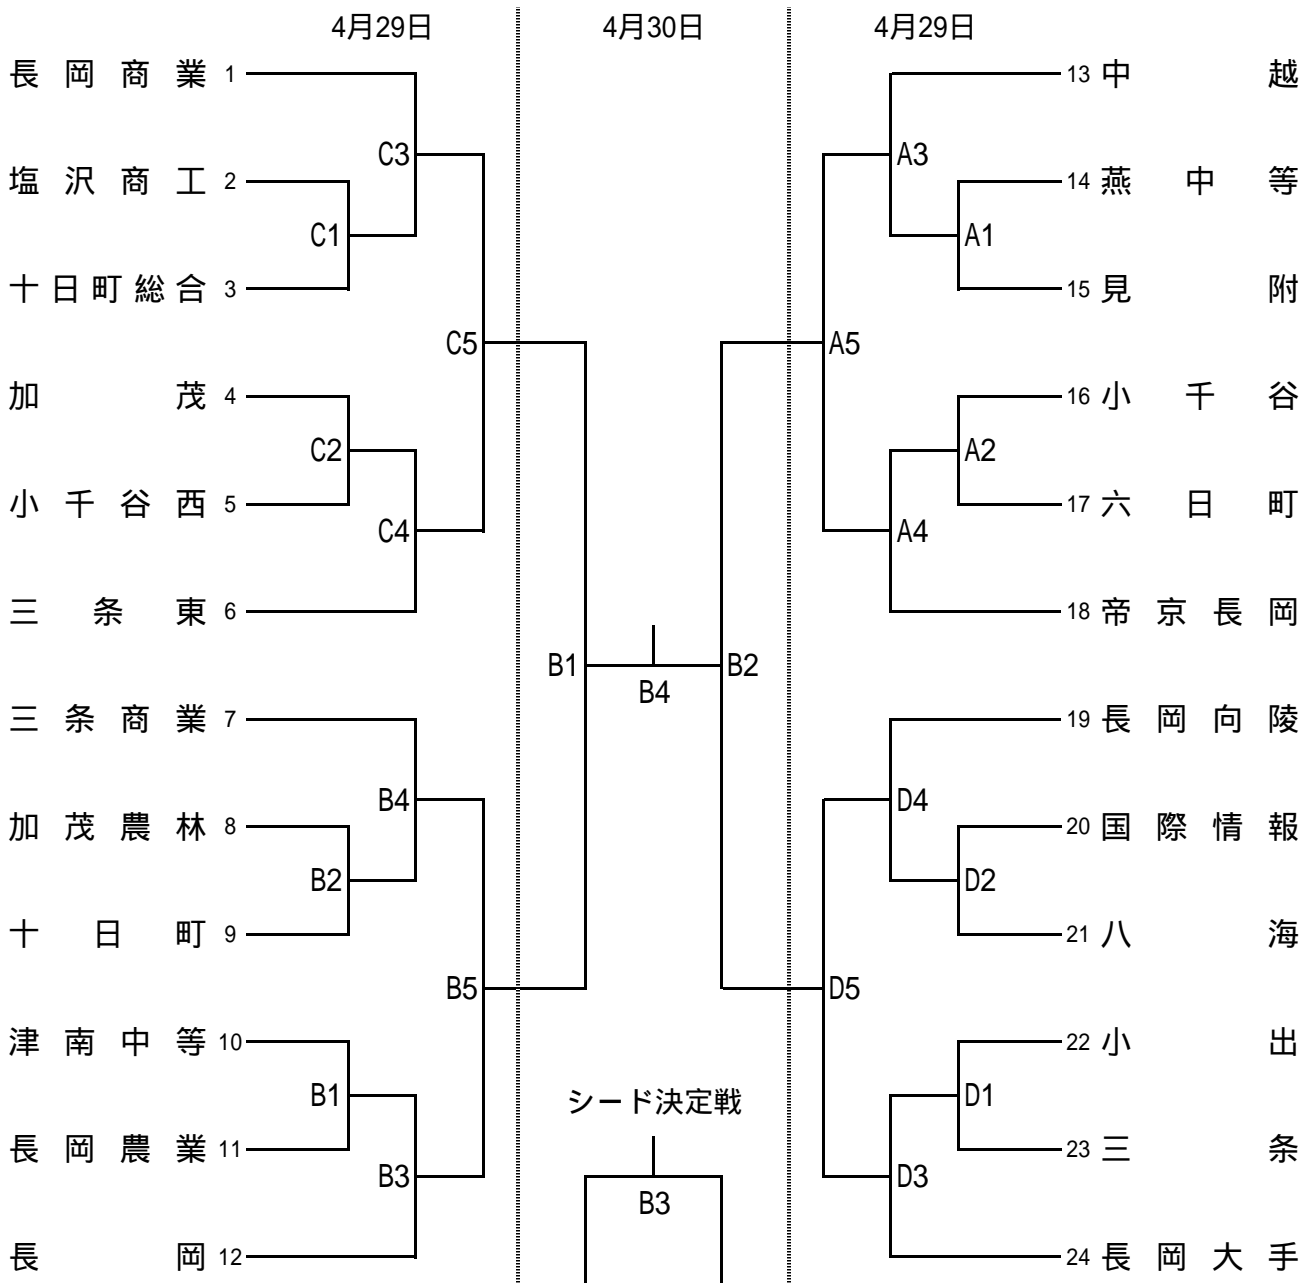 4月29日 4月30日 4月29日
長岡商業 1 13 中越
C3 A3
塩沢商工 2 14 燕中等
C1 A1
十日町総合 3 15 見附
C5 A5
加茂 4 16 小千谷
C2 A2
小千谷西 5 17 六日町
C4 A4
三条東 6 18 帝京長岡
B1 B4 B2
三条商業 7 19 長岡向陵
B4 D4
加茂農林 8 20 国際情報
B2 D2
十日町 9 21 八海
B5 D5
津南中等 10 22 小出
B1 シード決定戦 D1
長岡農業 11 23 三条
B3 B3 D3
長岡 12 24 長岡大手